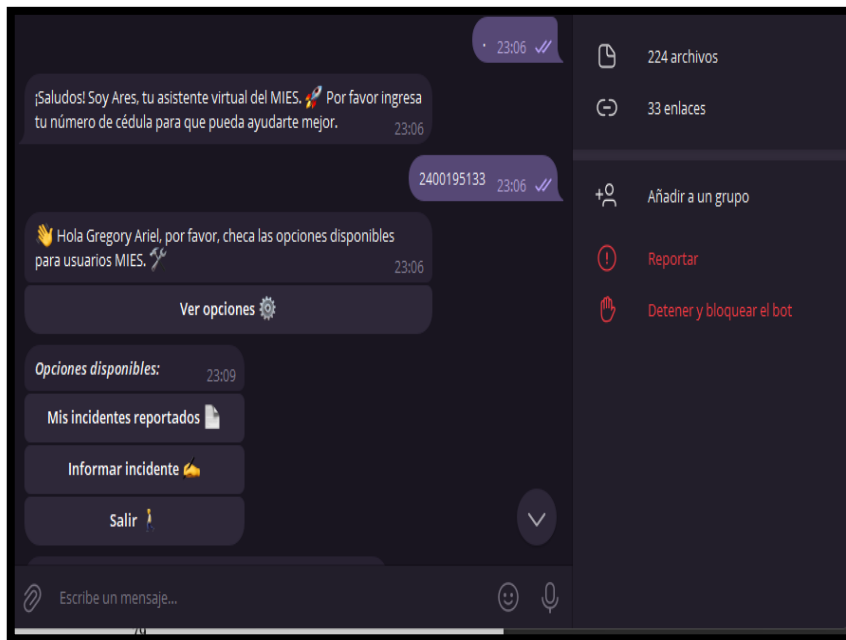 . 23:06
¡Saludos! Soy Ares, tu asistente virtual del MIES. 🚀 Por favor ingresa
tu número de cédula para que pueda ayudarte mejor. 23:06
2400195133 23:06
👋 Hola Gregory Ariel, por favor, checa las opciones disponibles
para usuarios MIES. 🛠 23:06
Ver opciones ⚙️
Opciones disponibles: 23:09
Mis incidentes reportados 📄
Informar incidente ✍️
Salir 🚶
Escribe un mensaje...
224 archivos
33 enlaces
Añadir a un grupo
Reportar
Detener y bloquear el bot